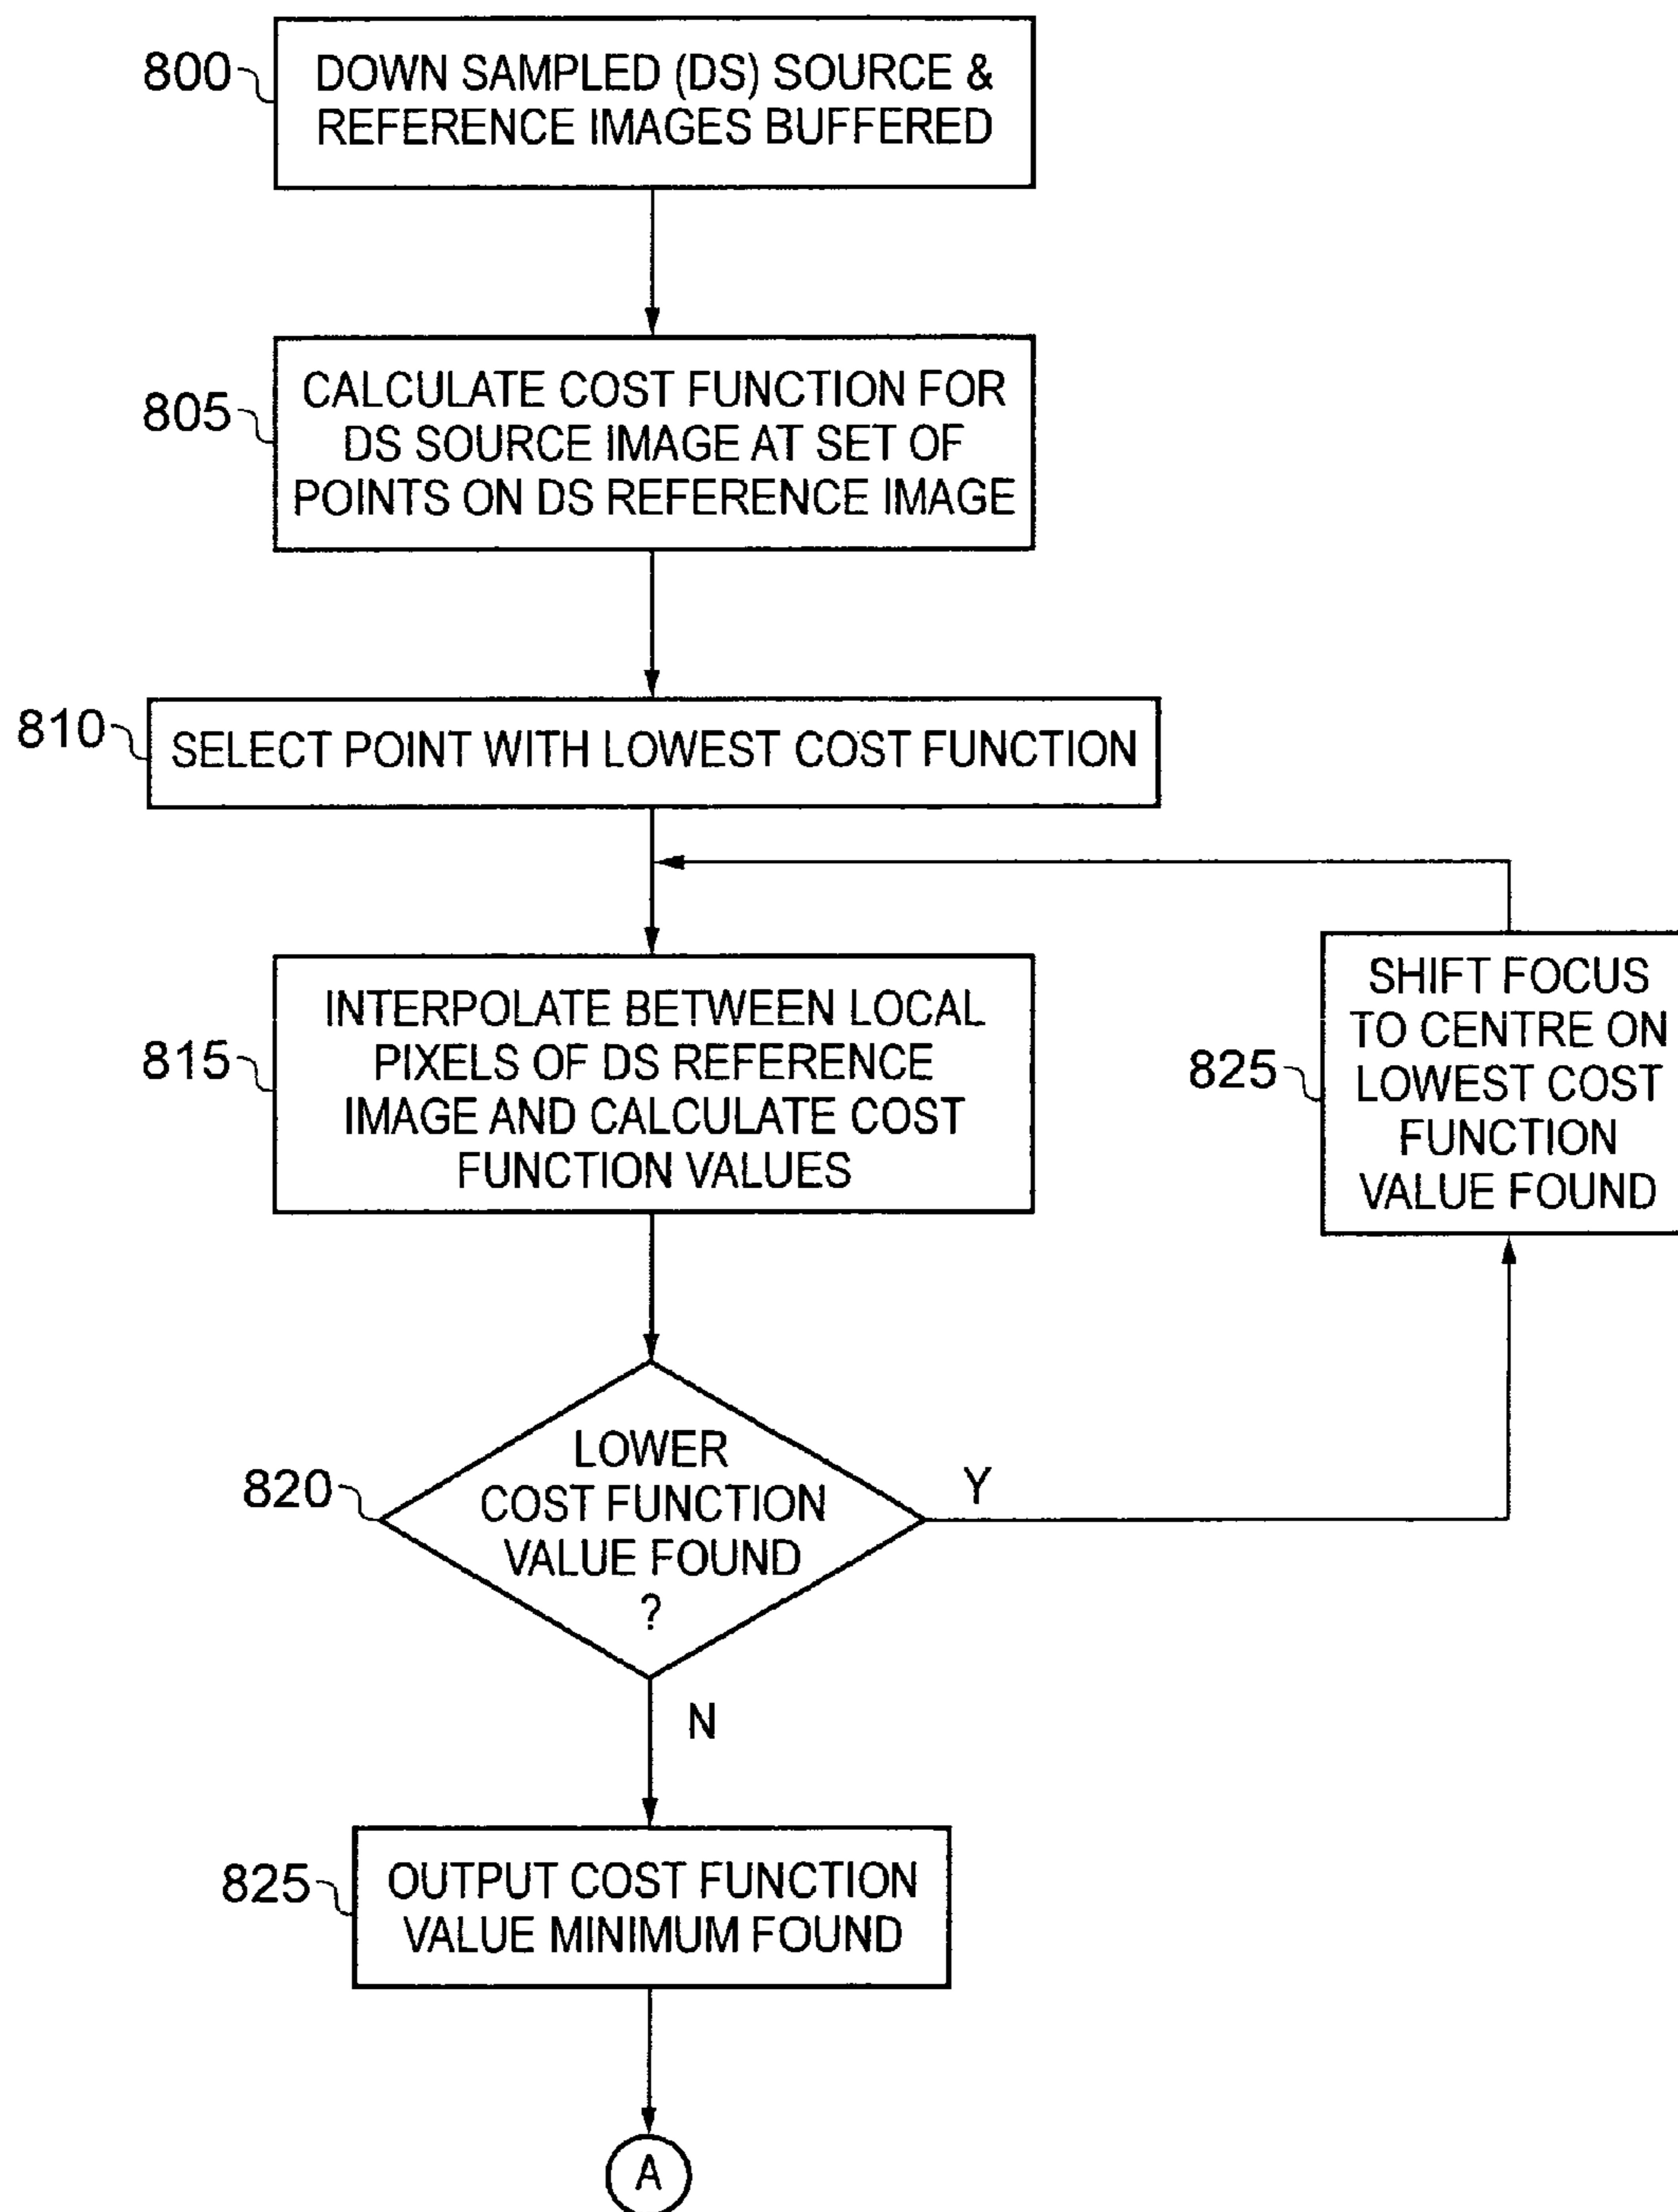 800
DOWN SAMPLED (DS) SOURCE &
REFERENCE IMAGES BUFFERED
805
CALCULATE COST FUNCTION FOR
DS SOURCE IMAGE AT SET OF
POINTS ON DS REFERENCE IMAGE
810
SELECT POINT WITH LOWEST COST FUNCTION
815
INTERPOLATE BETWEEN LOCAL
PIXELS OF DS REFERENCE
IMAGE AND CALCULATE COST
FUNCTION VALUES
825
SHIFT FOCUS
TO CENTRE ON
LOWEST COST
FUNCTION
VALUE FOUND
820
LOWER
COST FUNCTION
VALUE FOUND
?
Y
N
825
OUTPUT COST FUNCTION
VALUE MINIMUM FOUND
A